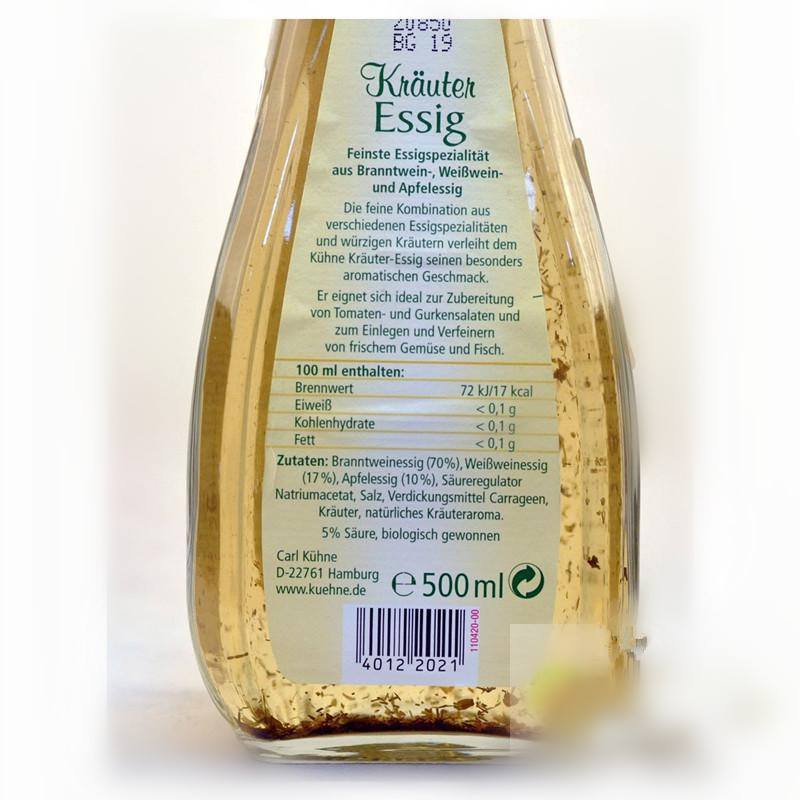 20850
BG 19
Kräuter
Essig
Feinste Essigspezialität
aus Branntwein-, Weißwein-
und Apfelessig
Die feine Kombination aus
verschiedenen Essigspezialitäten
und würzigen Kräutern verleiht dem
Kühne Kräuter-Essig seinen besonders
aromatischen Geschmack.
Er eignet sich ideal zur Zubereitung
von Tomaten- und Gurkensalaten und
zum Einlegen und Verfeinern
von frischem Gemüse und Fisch.
100 ml enthalten:
Brennwert 72 kJ/17 kcal
Eiweiß < 0,1 g
Kohlenhydrate < 0,1 g
Fett < 0,1 g
Zutaten: Branntweinessig (70%), Weißweinessig
(17%), Apfelessig (10%), Säureregulator
Natriumacetat, Salz, Verdickungsmittel Carrageen,
Kräuter, natürliches Kräuteraroma.
5% Säure, biologisch gewonnen
Carl Kühne
D-22761 Hamburg
www.kuehne.de
℮ 500 ml
110420-00
4012 2021